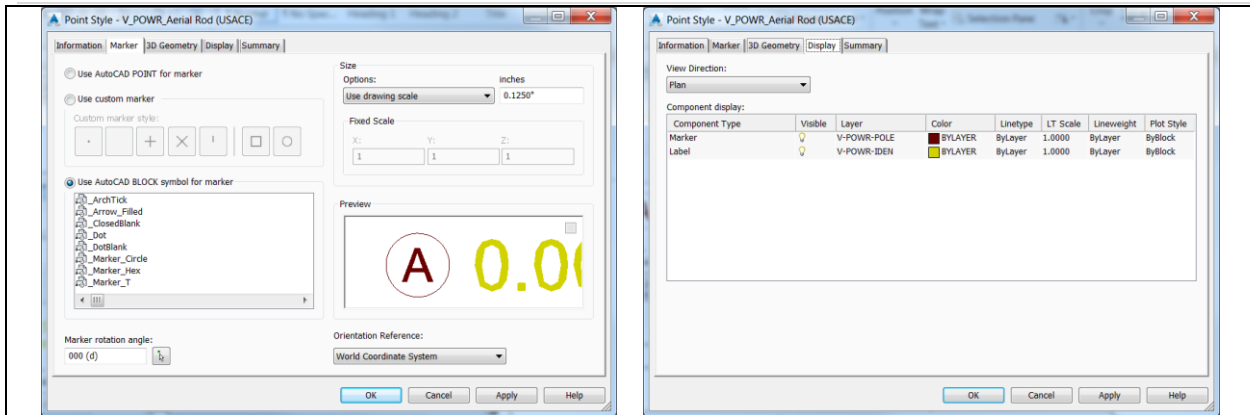 Point Style - V_POWR_Aerial Rod (USACE)
Information Marker 3D Geometry Display Summary
Use AutoCAD POINT for marker
Use custom marker
Custom marker style:
Use AutoCAD BLOCK symbol for marker
_ArchTick
_Arrow_Filled
_ClosedBlank
_Dot
_DotBlank
_Marker_Circle
_Marker_Hex
_Marker_T
Marker rotation angle:
000 (d)
Size
Options: inches
Use drawing scale 0.1250"
Fixed Scale
X: Y: Z:
1 1 1
Preview
A 0.0
Orientation Reference:
World Coordinate System
OK Cancel Apply Help
Point Style - V_POWR_Aerial Rod (USACE)
Information Marker 3D Geometry Display Summary
View Direction:
Plan
Component display:
Component Type Visible Layer Color Linetype LT Scale Lineweight Plot Style
Marker V-POWR-POLE BYLAYER ByLayer 1.0000 ByLayer ByBlock
Label V-POWR-IDEN BYLAYER ByLayer 1.0000 ByLayer ByBlock
OK Cancel Apply Help